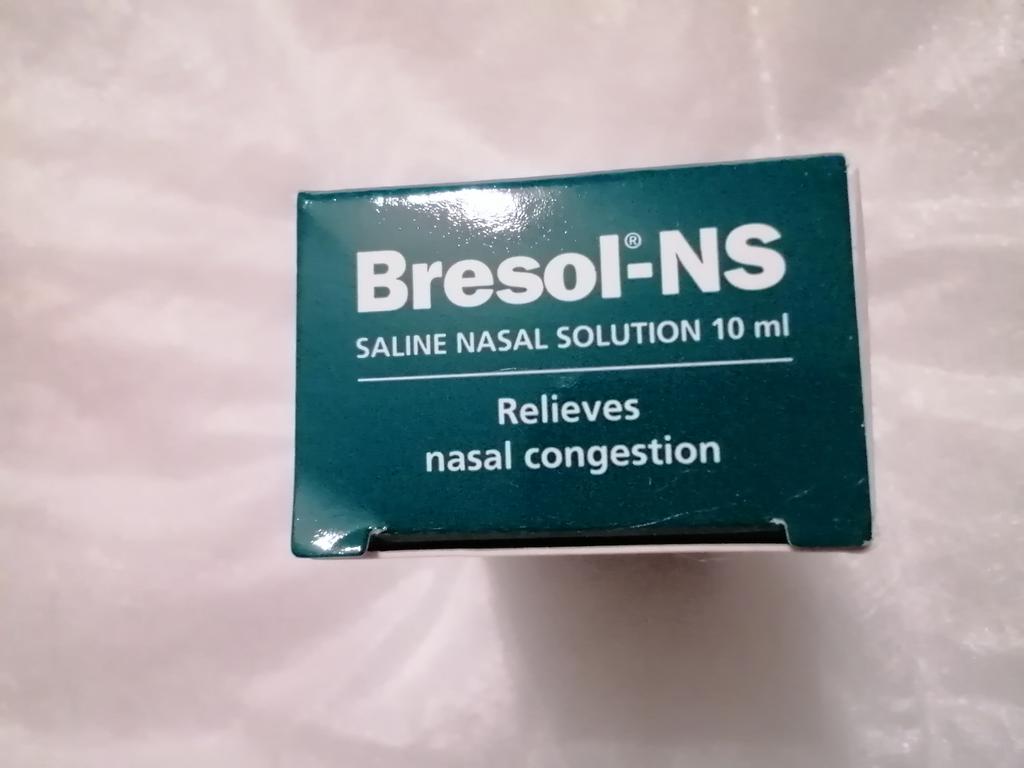 Bresol®-NS
SALINE NASAL SOLUTION 10 ml
Relieves
nasal congestion